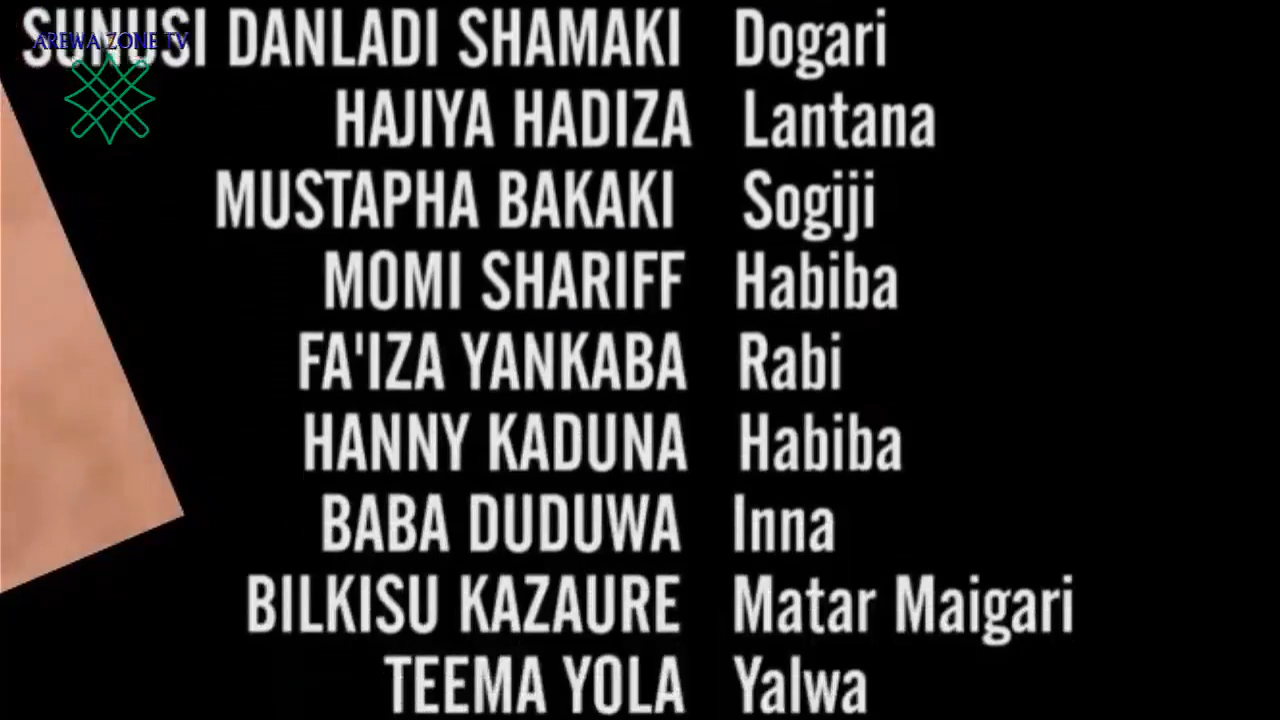 AREWA ZONE TV
SUNUSI DANLADI SHAMAKI Dogari
HAJIYA HADIZA Lantana
MUSTAPHA BAKAKI Sogiji
MOMI SHARIFF Habiba
FA'IZA YANKABA Rabi
HANNY KADUNA Habiba
BABA DUDUWA Inna
BILKISU KAZAURE Matar Maigari
TEEMA YOLA Yalwa